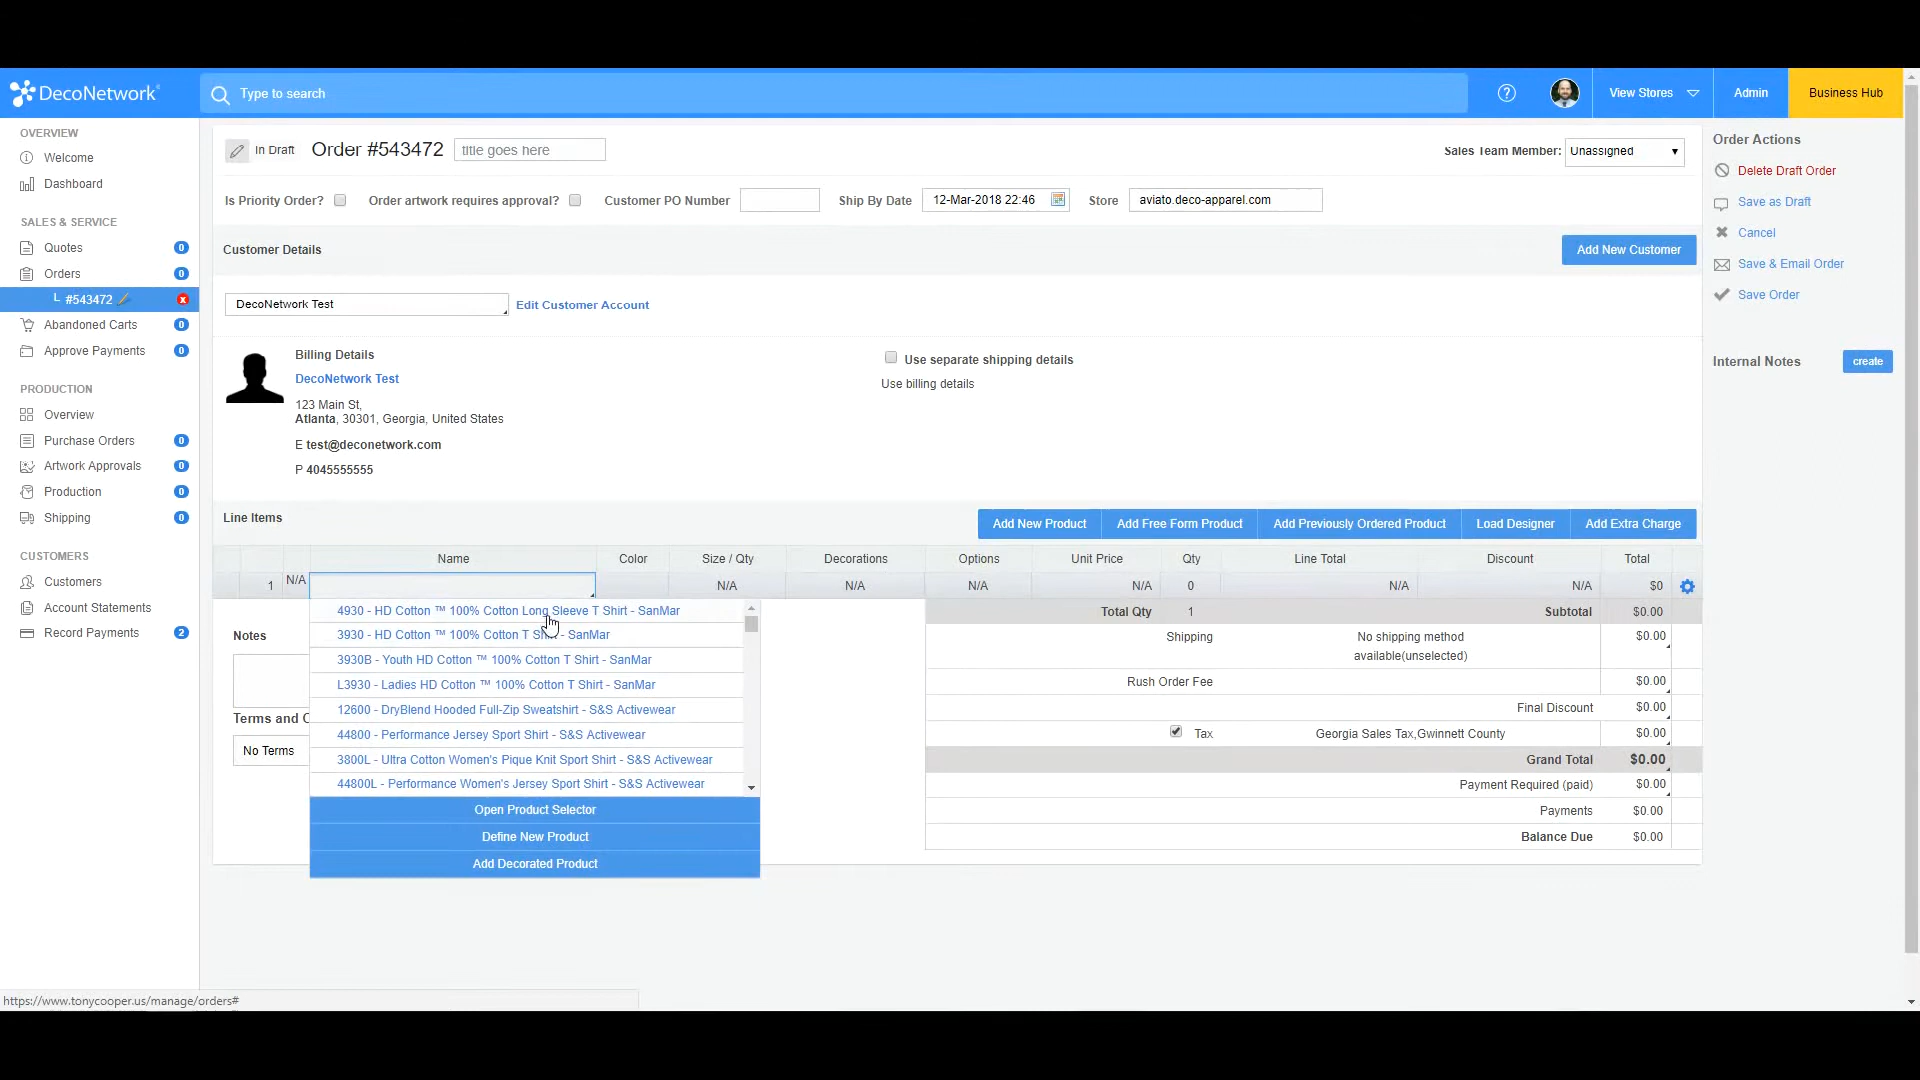 DecoNetwork
Type to search
?
View Stores
Admin
Business Hub
OVERVIEW
Welcome
Dashboard
SALES & SERVICE
Quotes 0
Orders 0
#543472 x
Abandoned Carts 0
Approve Payments 0
PRODUCTION
Overview
Purchase Orders 0
Artwork Approvals 0
Production 0
Shipping 0
CUSTOMERS
Customers
Account Statements
Record Payments 2
In Draft Order #543472 title goes here
Sales Team Member: Unassigned
Is Priority Order? Order artwork requires approval? Customer PO Number Ship By Date 12-Mar-2018 22:46 Store aviato.deco-apparel.com
Customer Details
Add New Customer
DecoNetwork Test Edit Customer Account
Billing Details
DecoNetwork Test
123 Main St,
Atlanta, 30301, Georgia, United States
E test@deconetwork.com
P 4045555555
Use separate shipping details
Use billing details
Line Items
Add New Product Add Free Form Product Add Previously Ordered Product Load Designer Add Extra Charge
Name Color Size / Qty Decorations Options Unit Price Qty Line Total Discount Total
1 N/A N/A N/A N/A N/A 0 N/A N/A $0
4930 - HD Cotton ™ 100% Cotton Long Sleeve T Shirt - SanMar
3930 - HD Cotton ™ 100% Cotton T Shirt - SanMar
3930B - Youth HD Cotton ™ 100% Cotton T Shirt - SanMar
L3930 - Ladies HD Cotton ™ 100% Cotton T Shirt - SanMar
12600 - DryBlend Hooded Full-Zip Sweatshirt - S&S Activewear
44800 - Performance Jersey Sport Shirt - S&S Activewear
3800L - Ultra Cotton Women's Pique Knit Sport Shirt - S&S Activewear
44800L - Performance Women's Jersey Sport Shirt - S&S Activewear
Open Product Selector
Define New Product
Add Decorated Product
Notes
Terms and C
No Terms
Total Qty 1 Subtotal $0.00
Shipping No shipping method
available(unselected) $0.00
Rush Order Fee $0.00
Final Discount $0.00
Tax Georgia Sales Tax,Gwinnett County $0.00
Grand Total $0.00
Payment Required (paid) $0.00
Payments $0.00
Balance Due $0.00
Order Actions
Delete Draft Order
Save as Draft
Cancel
Save & Email Order
Save Order
Internal Notes create
https://www.tonycooper.us/manage/orders#